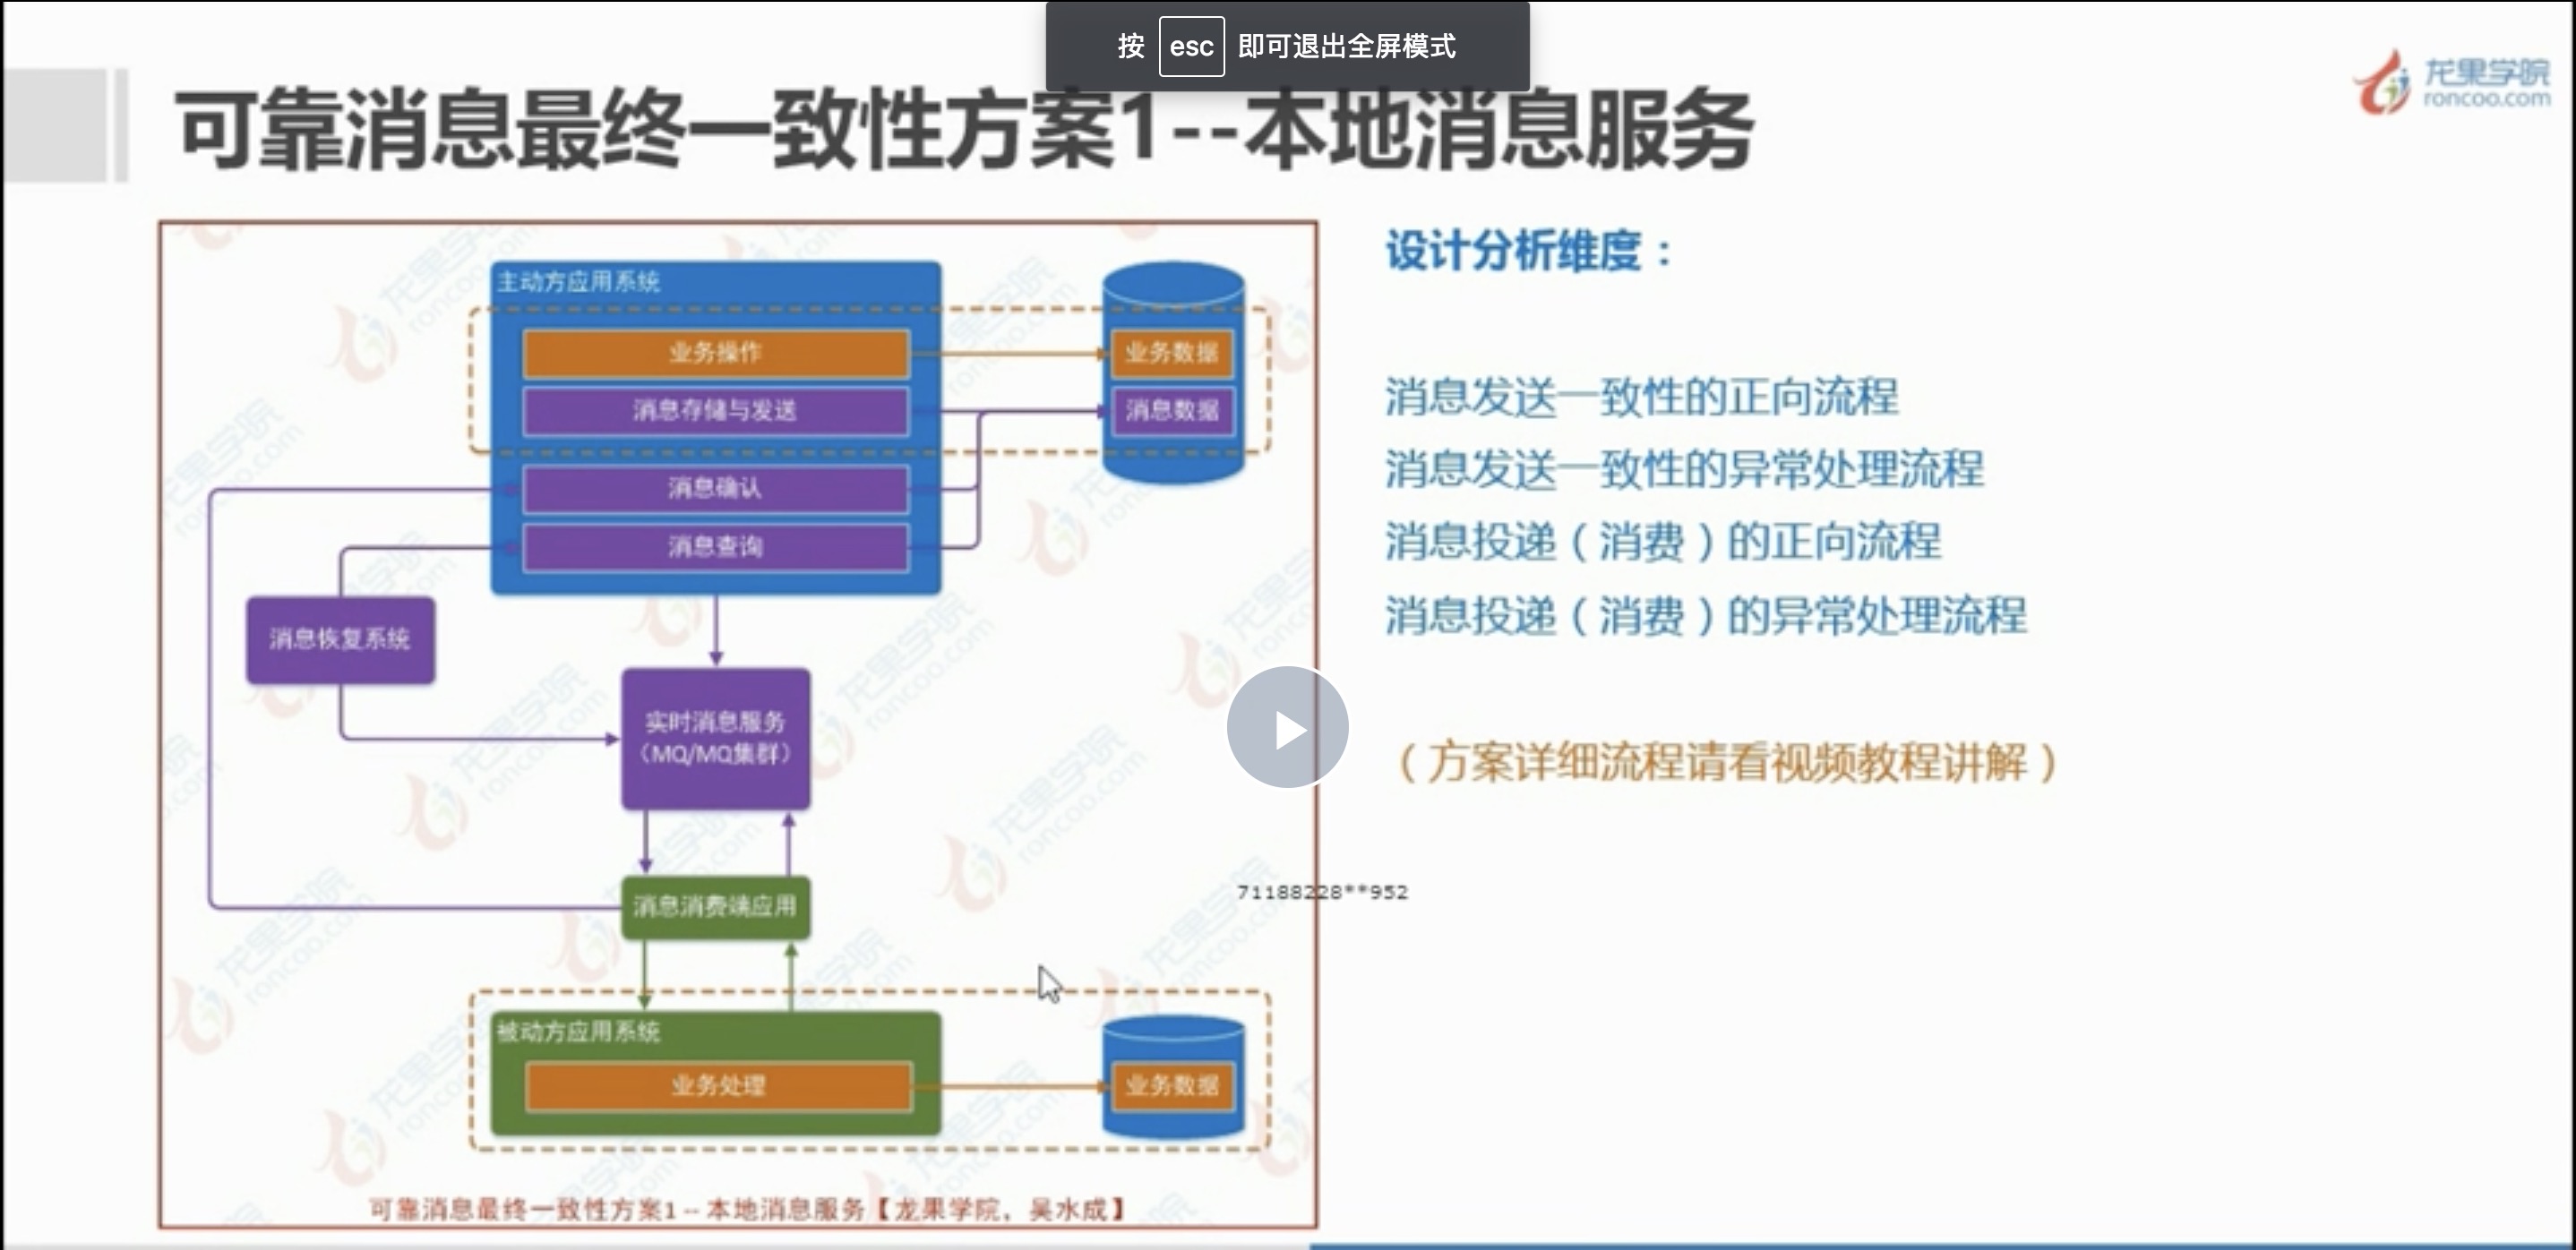 按 esc 即可退出全屏模式
龙果学院
roncoo.com
可靠消息最终一致性方案1--本地消息服务
主动方应用系统
业务操作
业务数据
消息存储与发送
消息数据
消息确认
消息查询
消息恢复系统
实时消息服务
（MQ/MQ集群）
消息消费端应用
被动方应用系统
业务处理
业务数据
可靠消息最终一致性方案1--本地消息服务【龙果学院，吴水成】
设计分析维度：
消息发送一致性的正向流程
消息发送一致性的异常处理流程
消息投递（消费）的正向流程
消息投递（消费）的异常处理流程
（方案详细流程请看视频教程讲解）
71188228**952